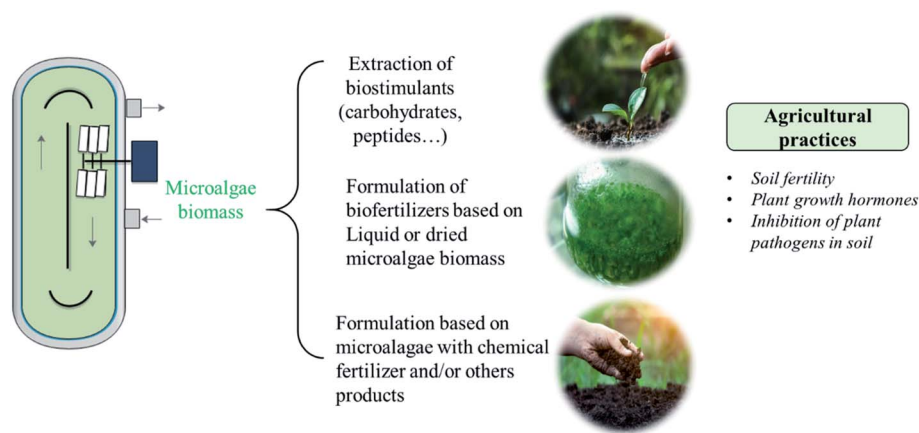 Microalgae
biomass
Extraction of
biostimulants
(carbohydrates,
peptides…)
Formulation of
biofertilizers based on
Liquid or dried
microalgae biomass
Formulation based on
microalagae with chemical
fertilizer and/or others
products
Agricultural
practices
• Soil fertility
• Plant growth hormones
• Inhibition of plant
pathogens in soil